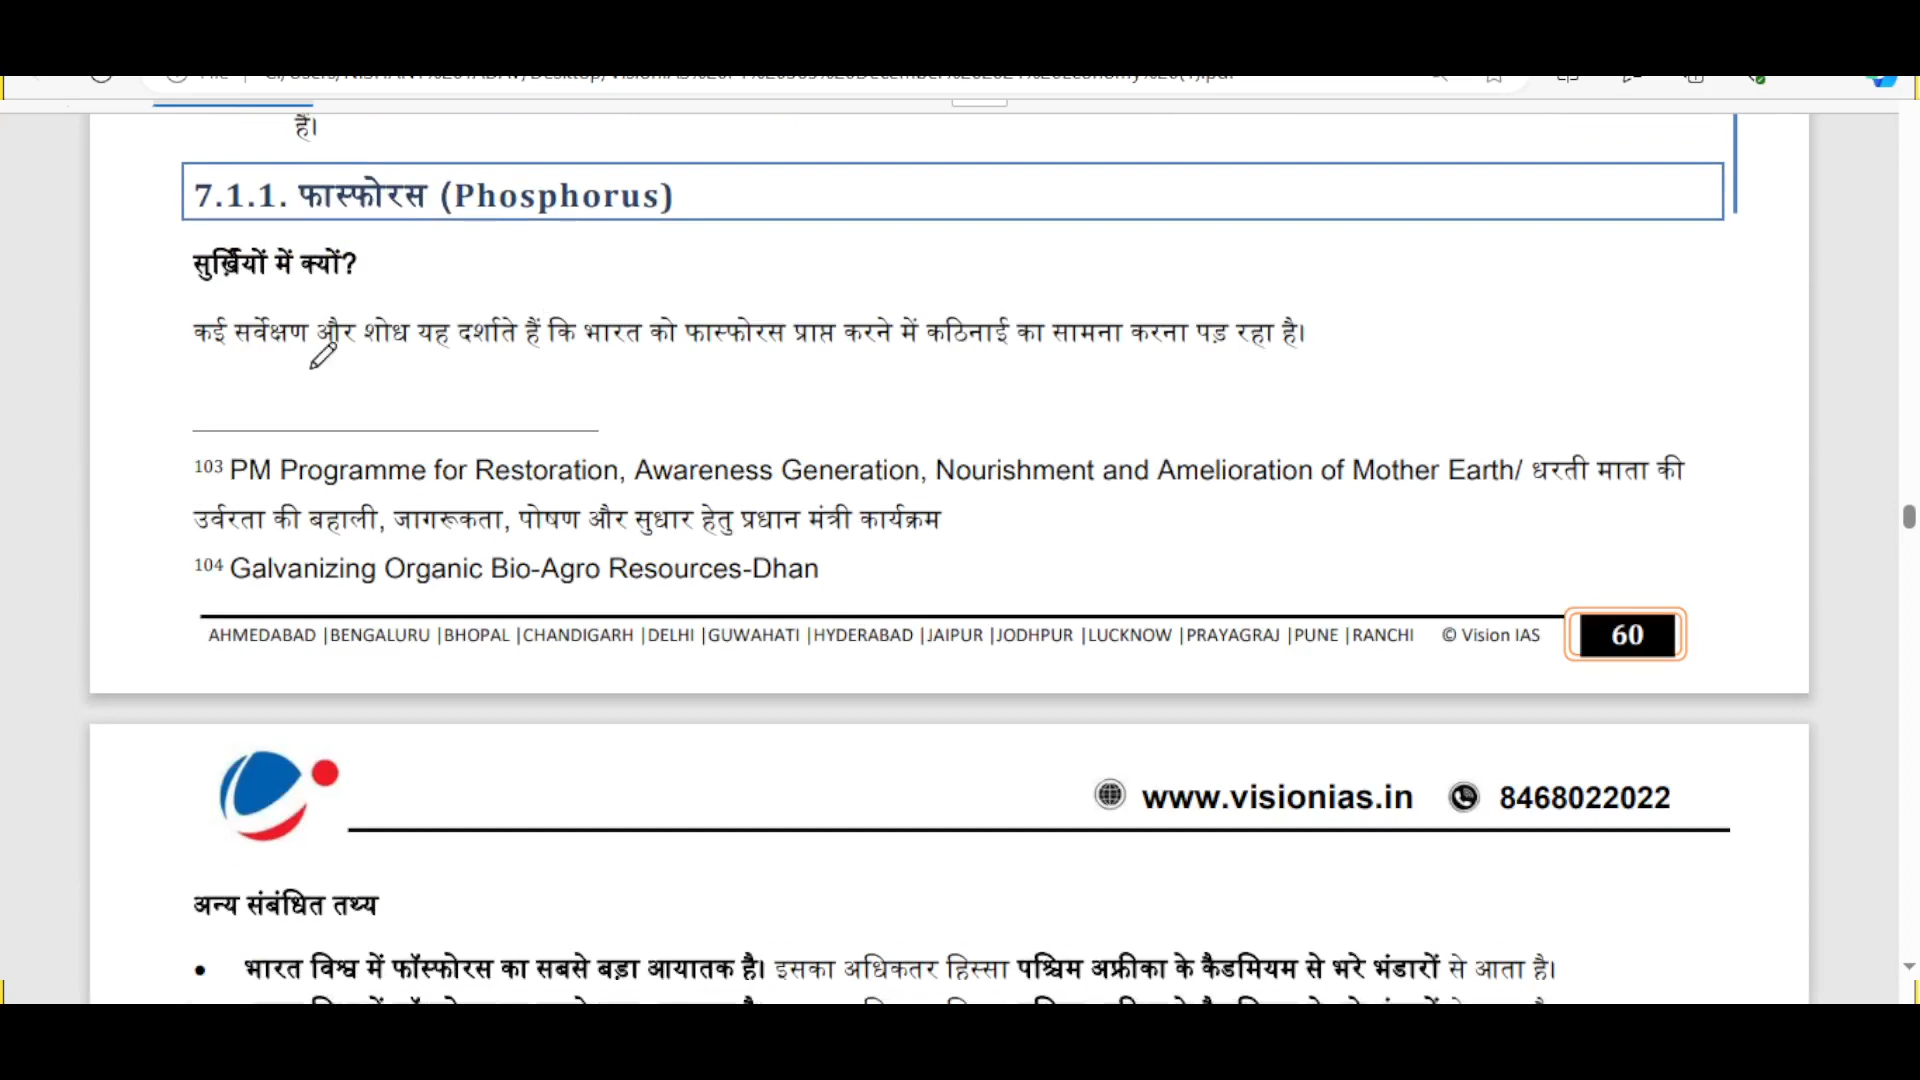 है।
7.1.1. फास्फोरस (Phosphorus)
सुर्ख़ियों में क्यों?
कई सर्वेक्षण और शोध यह दर्शाते हैं कि भारत को फास्फोरस प्राप्त करने में कठिनाई का सामना करना पड़ रहा है।
103 PM Programme for Restoration, Awareness Generation, Nourishment and Amelioration of Mother Earth/ धरती माता की
उर्वरता की बहाली, जागरूकता, पोषण और सुधार हेतु प्रधान मंत्री कार्यक्रम
104 Galvanizing Organic Bio-Agro Resources-Dhan
AHMEDABAD |BENGALURU |BHOPAL |CHANDIGARH |DELHI |GUWAHATI |HYDERABAD |JAIPUR |JODHPUR |LUCKNOW |PRAYAGRAJ |PUNE |RANCHI © Vision IAS 60
www.visionias.in 8468022022
अन्य संबंधित तथ्य
• भारत विश्व में फॉस्फोरस का सबसे बड़ा आयातक है। इसका अधिकतर हिस्सा पश्चिम अफ्रीका के कैडमियम से भरे भंडारों से आता है।